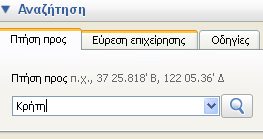 Αναζήτηση
Πτήση προς Εύρεση επιχείρησης Οδηγίες
Πτήση προς π.χ., 37 25.818' Β, 122 05.36' Δ
Κρήτη